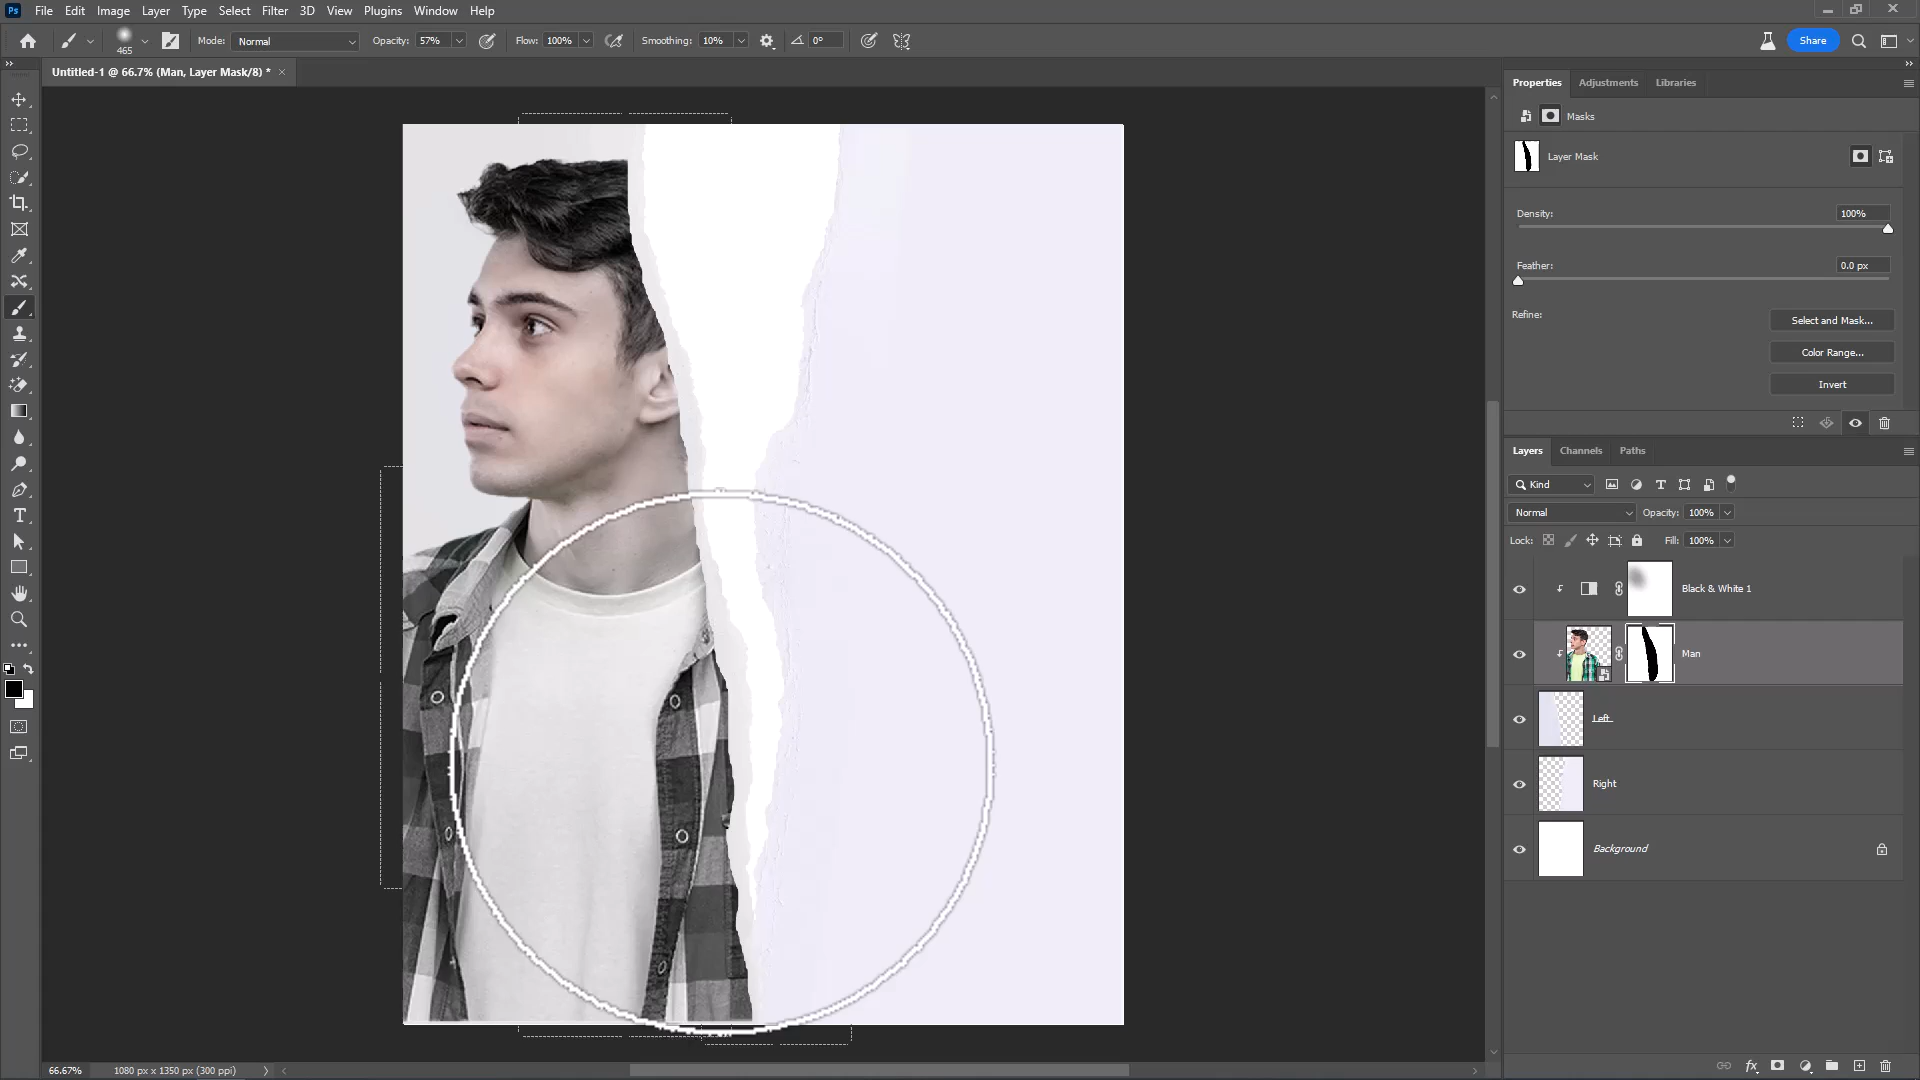 Ps File Edit Image Layer Type Select Filter 3D View Plugins Window Help
465 Mode: Normal Opacity: 57% Flow: 100% Smoothing: 10% 0° Share
Untitled-1 @ 66.7% (Man, Layer Mask/8) * ×
Properties Adjustments Libraries
Masks
Layer Mask
Density: 100%
Feather: 0.0 px
Refine:
Select and Mask...
Color Range...
Invert
Layers Channels Paths
Kind
Normal Opacity: 100%
Lock: Fill: 100%
Black & White 1
Man
Left
Right
Background
66.67% 1080 px x 1350 px (300 ppi)